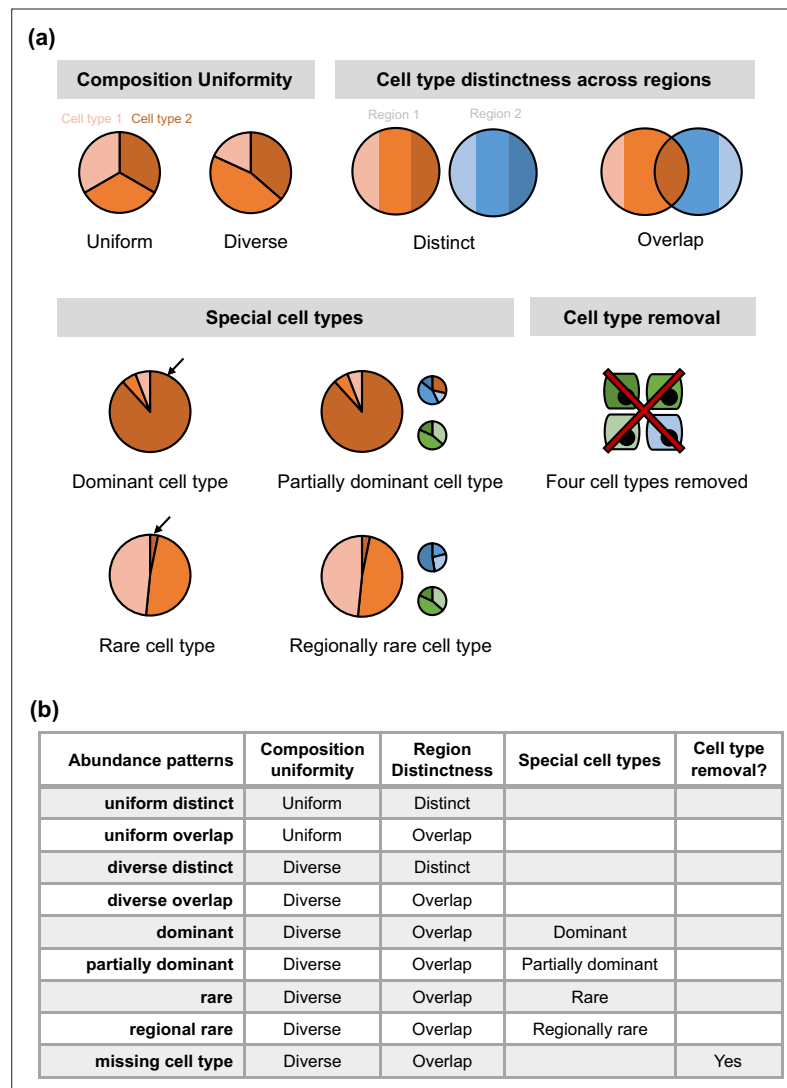 (a)
Composition Uniformity
Cell type distinctness across regions
Cell type 1 Cell type 2
Region 1
Region 2
Uniform
Diverse
Distinct
Overlap
Special cell types
Cell type removal
Dominant cell type
Partially dominant cell type
Four cell types removed
Rare cell type
Regionally rare cell type
(b)
Abundance patterns
Composition
uniformity
Region
Distinctness
Special cell types
Cell type
removal?
uniform distinct Uniform Distinct
uniform overlap Uniform Overlap
diverse distinct Diverse Distinct
diverse overlap Diverse Overlap
dominant Diverse Overlap Dominant
partially dominant Diverse Overlap Partially dominant
rare Diverse Overlap Rare
regional rare Diverse Overlap Regionally rare
missing cell type Diverse Overlap Yes